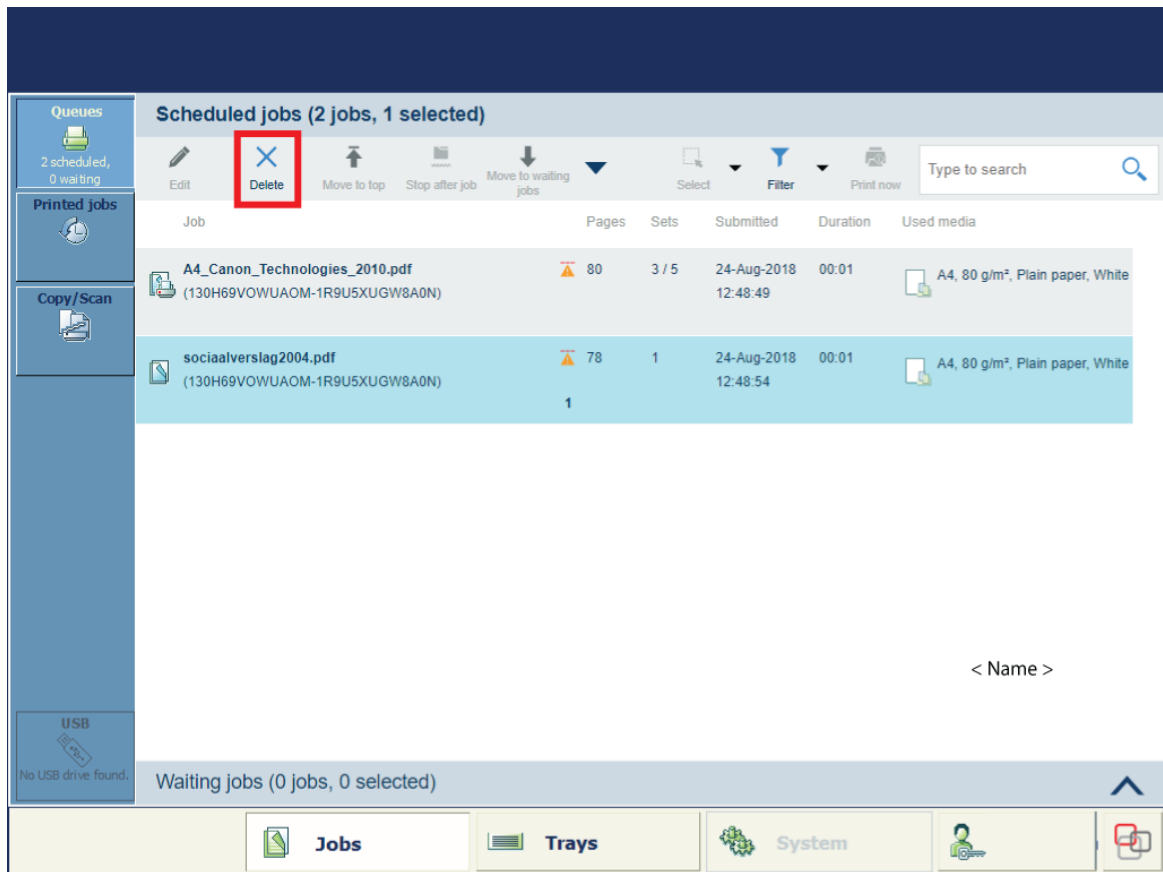 Queues
2 scheduled,
0 waiting
Printed jobs
Copy/Scan
USB
No USB drive found.
Scheduled jobs (2 jobs, 1 selected)
Edit
Delete
Move to top
Stop after job
Move to waiting
jobs
Select
Filter
Print now
Type to search
Job Pages Sets Submitted Duration Used media
A4_Canon_Technologies_2010.pdf 80 3 / 5 24-Aug-2018 00:01 A4, 80 g/m², Plain paper, White
(130H69VOWUAOM-1R9U5XUGW8A0N) 12:48:49
sociaalverslag2004.pdf 78 1 24-Aug-2018 00:01 A4, 80 g/m², Plain paper, White
(130H69VOWUAOM-1R9U5XUGW8A0N) 12:48:54
1
< Name >
Waiting jobs (0 jobs, 0 selected)
Jobs
Trays
System